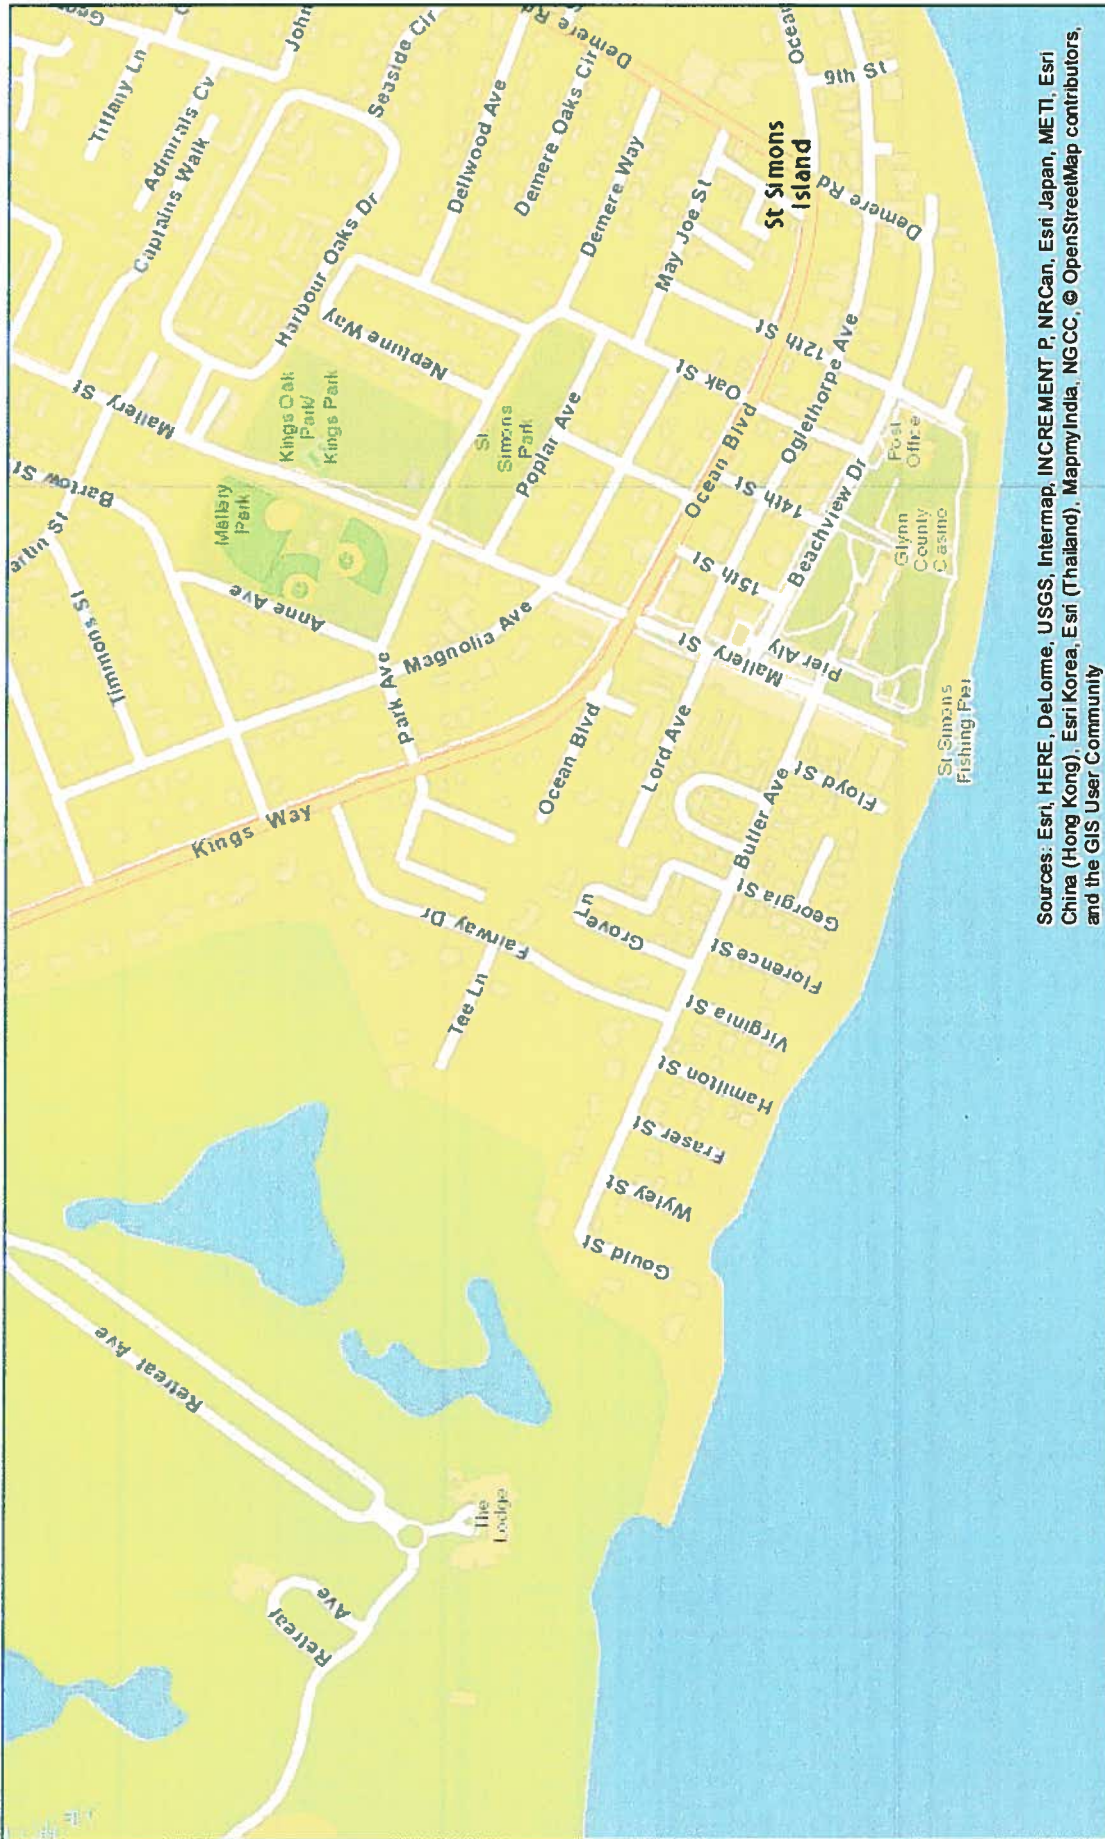 Tiffany Ln
Admirals Cv
Captains Walk
John
Seaside Cir
Demere Rd
Dellwood Ave
Demere Oaks Cir
Harbour Oaks Dr
Neptune Way
Demere Way
May Joe St
St Simons
Island
Ocean
9th St
Demere Rd
Mallery St
Bartow St
artin St
Timmons St
Kings Oak
Park/
Kings Park
Mallery
Park
St
Simons
Park
Poplar Ave
Oak St
12th St
Ocean Blvd
Oglethorpe Ave
14th St
15th St
Beachview Dr
Post
Office
Glynn
County
Casino
Anne Ave
Magnolia Ave
Park Ave
Mallery St
Pier Aly
St Simons
Fishing Pier
Kings Way
Ocean Blvd
Lord Ave
Butler Ave
Floyd St
Fairway Dr
Tee Ln
Grover Ln
Georgia St
Florence St
Virginia St
Hamilton St
Fraser St
Wyley St
Gould St
Retreat Ave
The
Lodge
Retreat
Ave
Sources: Esri, HERE, DeLorme, USGS, Intermap, INCREMENT P, NRCan, Esri Japan, METI, Esri
China (Hong Kong), Esri Korea, Esri (Thailand), MapmyIndia, NGCC, © OpenStreetMap contributors,
and the GIS User Community